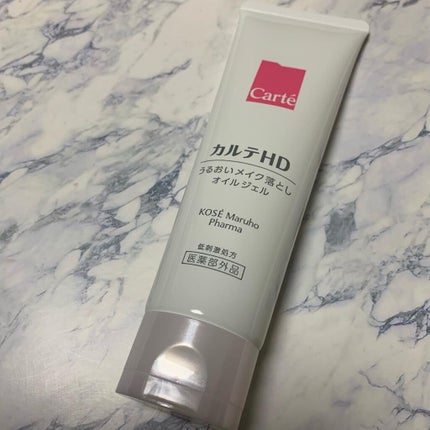 Carté
カルテHD
うるおいメイク落とし
オイルジェル
KOSÉ Maruho
Pharma
低刺激処方
医薬部外品